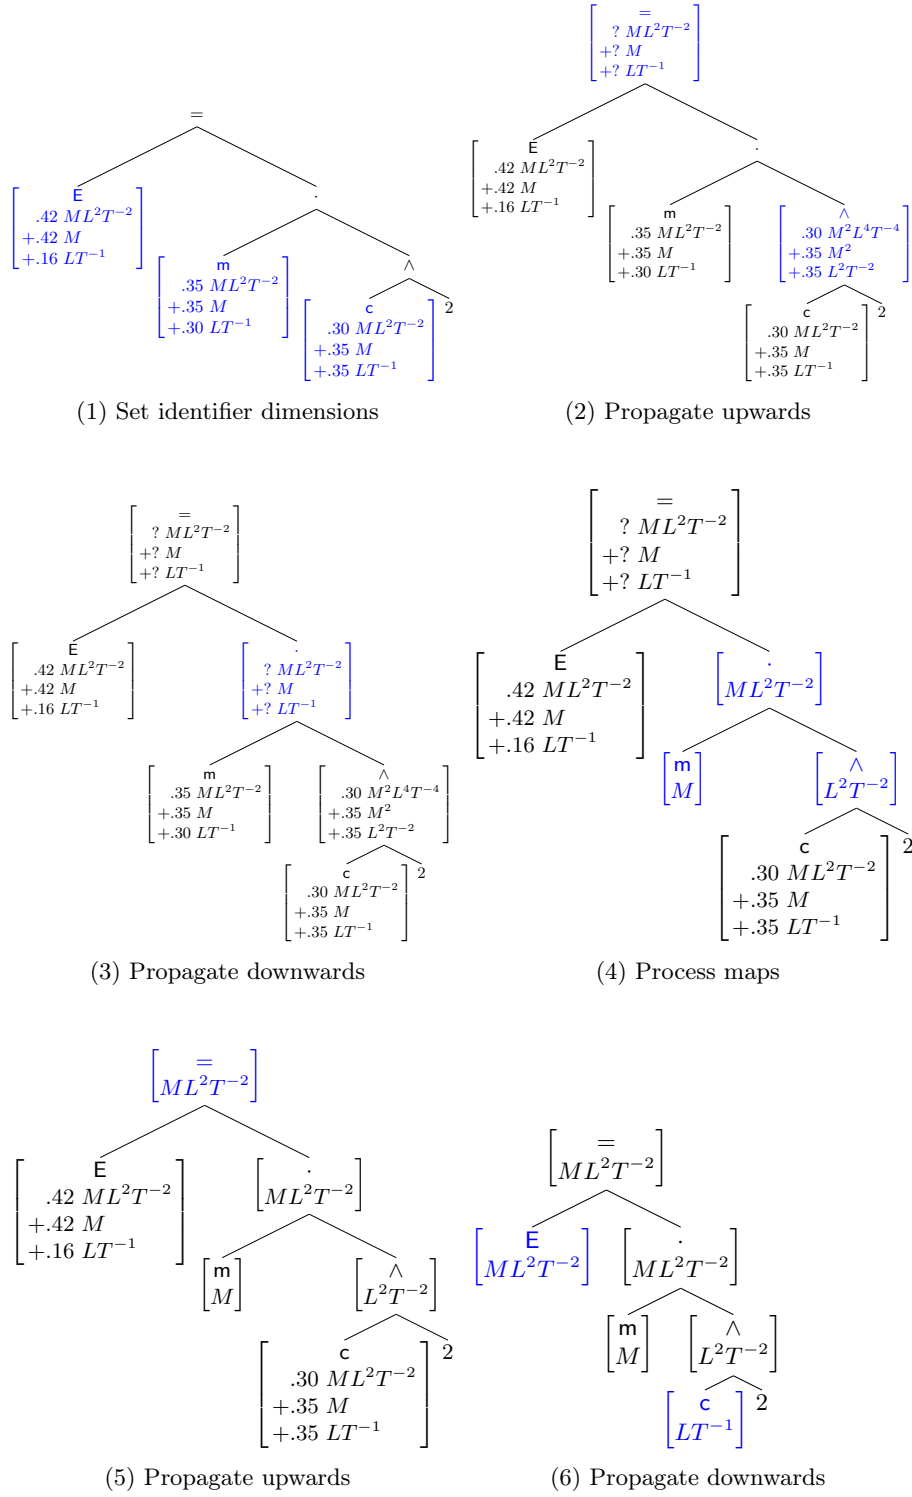 =
E
.42 ML²T⁻²
+.42 M
+.16 LT⁻¹
·
m
.35 ML²T⁻²
+.35 M
+.30 LT⁻¹
∧
c
.30 ML²T⁻²
+.35 M
+.35 LT⁻¹
2
(1) Set identifier dimensions
=
? ML²T⁻²
+? M
+? LT⁻¹
E
.42 ML²T⁻²
+.42 M
+.16 LT⁻¹
·
m
.35 ML²T⁻²
+.35 M
+.30 LT⁻¹
∧
.30 M²L⁴T⁻⁴
+.35 M²
+.35 L²T⁻²
c
.30 ML²T⁻²
+.35 M
+.35 LT⁻¹
2
(2) Propagate upwards
=
? ML²T⁻²
+? M
+? LT⁻¹
E
.42 ML²T⁻²
+.42 M
+.16 LT⁻¹
·
? ML²T⁻²
+? M
+? LT⁻¹
m
.35 ML²T⁻²
+.35 M
+.30 LT⁻¹
∧
.30 M²L⁴T⁻⁴
+.35 M²
+.35 L²T⁻²
c
.30 ML²T⁻²
+.35 M
+.35 LT⁻¹
2
(3) Propagate downwards
=
? ML²T⁻²
+? M
+? LT⁻¹
E
.42 ML²T⁻²
+.42 M
+.16 LT⁻¹
·
ML²T⁻²
m
M
∧
L²T⁻²
c
.30 ML²T⁻²
+.35 M
+.35 LT⁻¹
2
(4) Process maps
=
ML²T⁻²
E
.42 ML²T⁻²
+.42 M
+.16 LT⁻¹
·
ML²T⁻²
m
M
∧
L²T⁻²
c
.30 ML²T⁻²
+.35 M
+.35 LT⁻¹
2
(5) Propagate upwards
=
ML²T⁻²
E
ML²T⁻²
·
ML²T⁻²
m
M
∧
L²T⁻²
c
LT⁻¹
2
(6) Propagate downwards